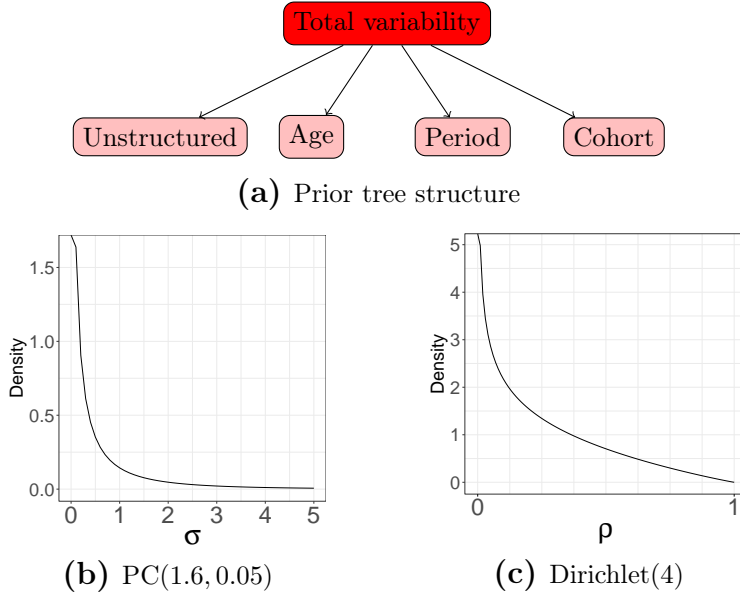 Total variability
Unstructured Age Period Cohort
(a) Prior tree structure
1.5
1.0
0.5
0.0
Density
0 1 2 3 4 5
σ
(b) PC(1.6, 0.05)
5
4
3
2
1
0
Density
0 1
ρ
(c) Dirichlet(4)